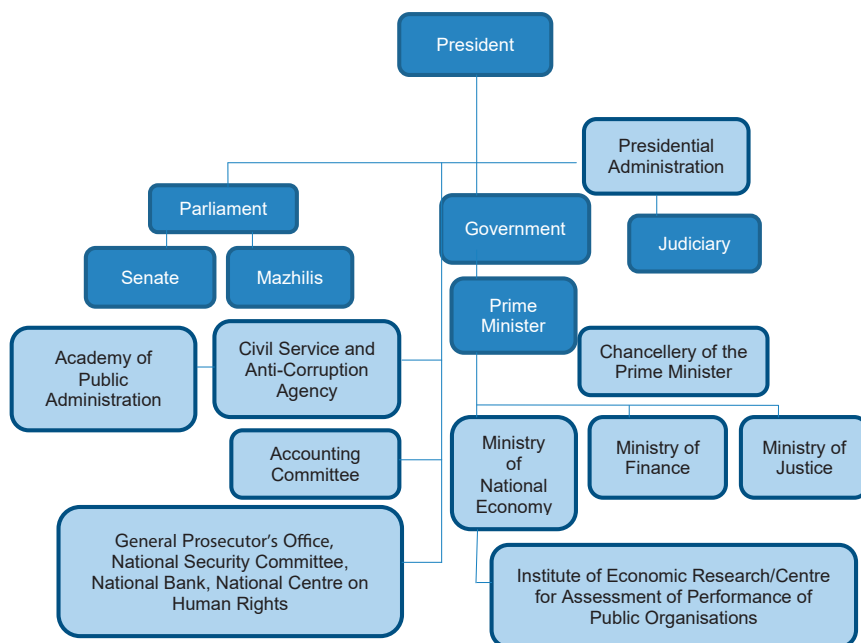 President
Presidential
Administration
Parliament
Government
Judiciary
Senate
Mazhilis
Prime
Minister
Academy of
Public
Administration
Civil Service and
Anti-Corruption
Agency
Chancellery of the
Prime Minister
Accounting
Committee
Ministry
of
National
Economy
Ministry of
Finance
Ministry of
Justice
General Prosecutor's Office,
National Security Committee,
National Bank, National Centre on
Human Rights
Institute of Economic Research/Centre
for Assessment of Performance of
Public Organisations